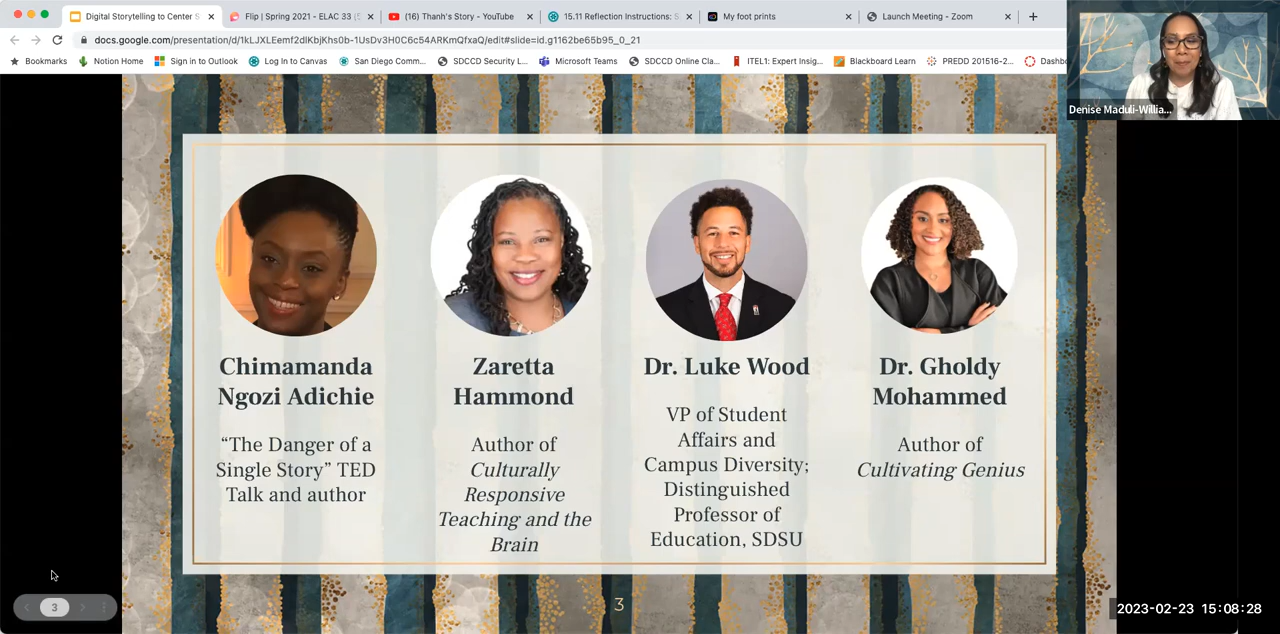 Digital Storytelling to Center S
Flip | Spring 2021 - ELAC 33 (
(16) Thanh's Story - YouTube
15.11 Reflection Instructions: S
My foot prints
Launch Meeting - Zoom
docs.google.com/presentation/d/1kLJXLEemf2dlKbjKhs0b-1UsDv3H0C6c54ARKmQfxaQ/edit#slide=id.g1162be65b95_0_21
Bookmarks
Notion Home
Sign in to Outlook
Log In to Canvas
San Diego Comm...
SDCCD Security L...
Microsoft Teams
SDCCD Online Cla...
ITEL1: Expert Insig...
Blackboard Learn
PREDD 201516-2...
Dashbo
Denise Maduli-Willia...
Chimamanda
Ngozi Adichie
“The Danger of a
Single Story” TED
Talk and author
Zaretta
Hammond
Author of
Culturally
Responsive
Teaching and the
Brain
Dr. Luke Wood
VP of Student
Affairs and
Campus Diversity;
Distinguished
Professor of
Education, SDSU
Dr. Gholdy
Mohammed
Author of
Cultivating Genius
3
3
2023-02-23 15:08:28